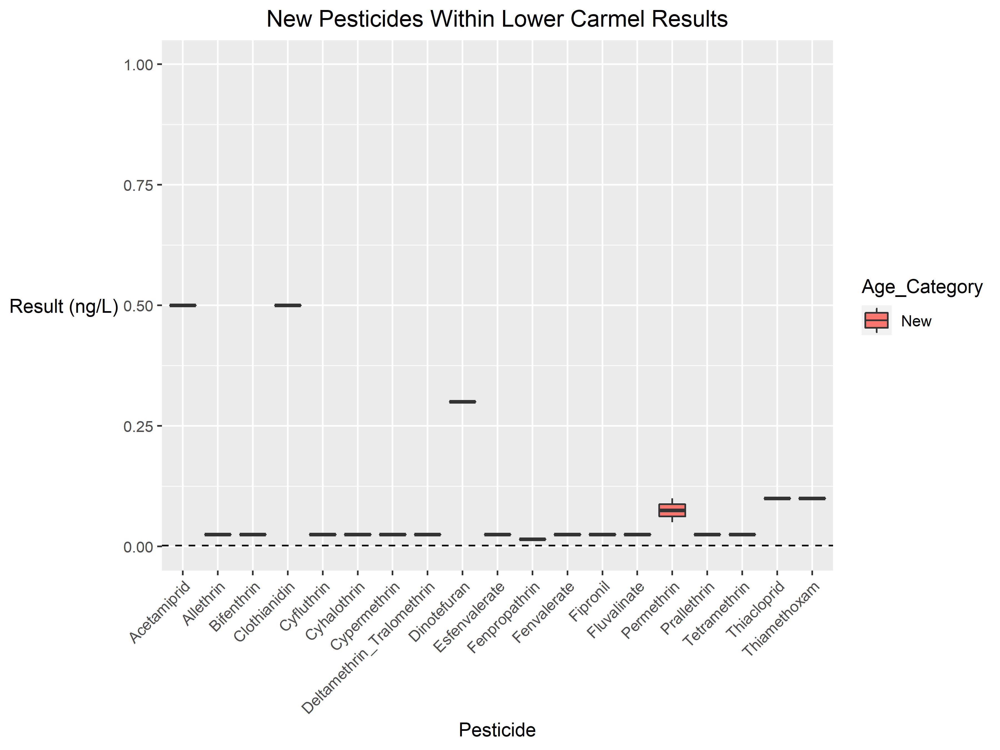 New Pesticides Within Lower Carmel Results
1.00
0.75
0.50
0.25
0.00
Result (ng/L)
Acetamiprid
Allethrin
Bifenthrin
Clothianidin
Cyfluthrin
Cyhalothrin
Cypermethrin
Deltamethrin_Tralomethrin
Dinotefuran
Esfenvalerate
Fenpropathrin
Fenvalerate
Fipronil
Fluvalinate
Permethrin
Prallethrin
Tetramethrin
Thiacloprid
Thiamethoxam
Pesticide
Age_Category
New